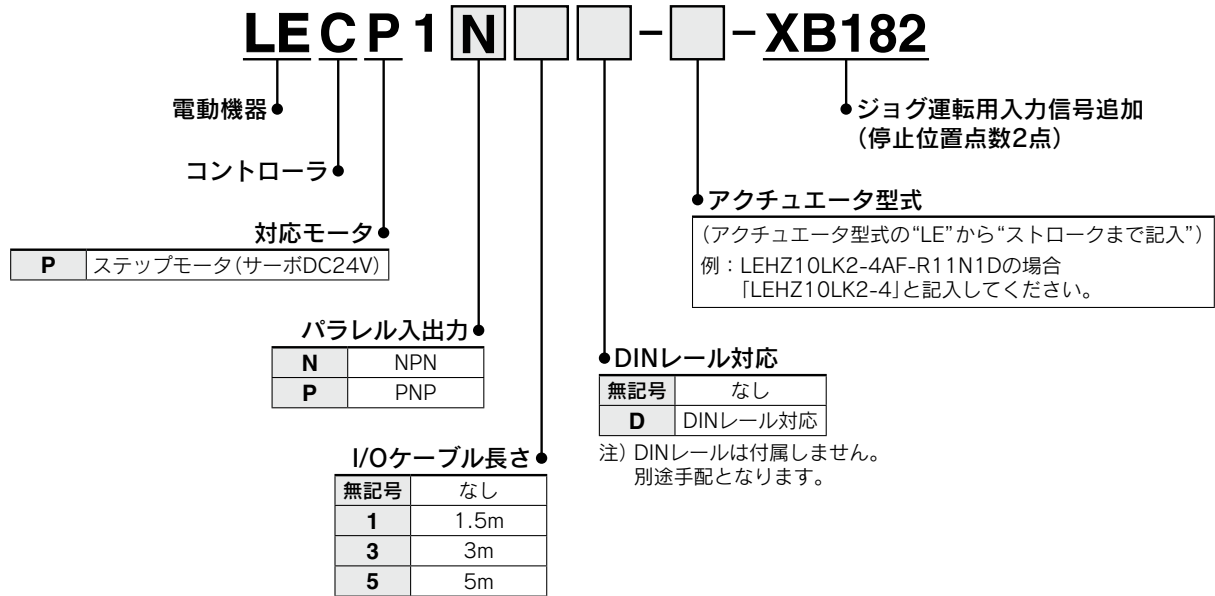 LECP1N□□-□-XB182
電動機器
ジョグ運転用入力信号追加
（停止位置点数2点）
コントローラ
アクチュエータ型式
（アクチュエータ型式の“LE”から“ストロークまで記入”）
例：LEHZ10LK2-4AF-R11N1Dの場合
「LEHZ10LK2-4」と記入してください。
対応モータ
P ステップモータ（サーボDC24V）
パラレル入出力
N NPN
P PNP
DINレール対応
無記号 なし
D DINレール対応
注）DINレールは付属しません。
別途手配となります。
I/Oケーブル長さ
無記号 なし
1 1.5m
3 3m
5 5m